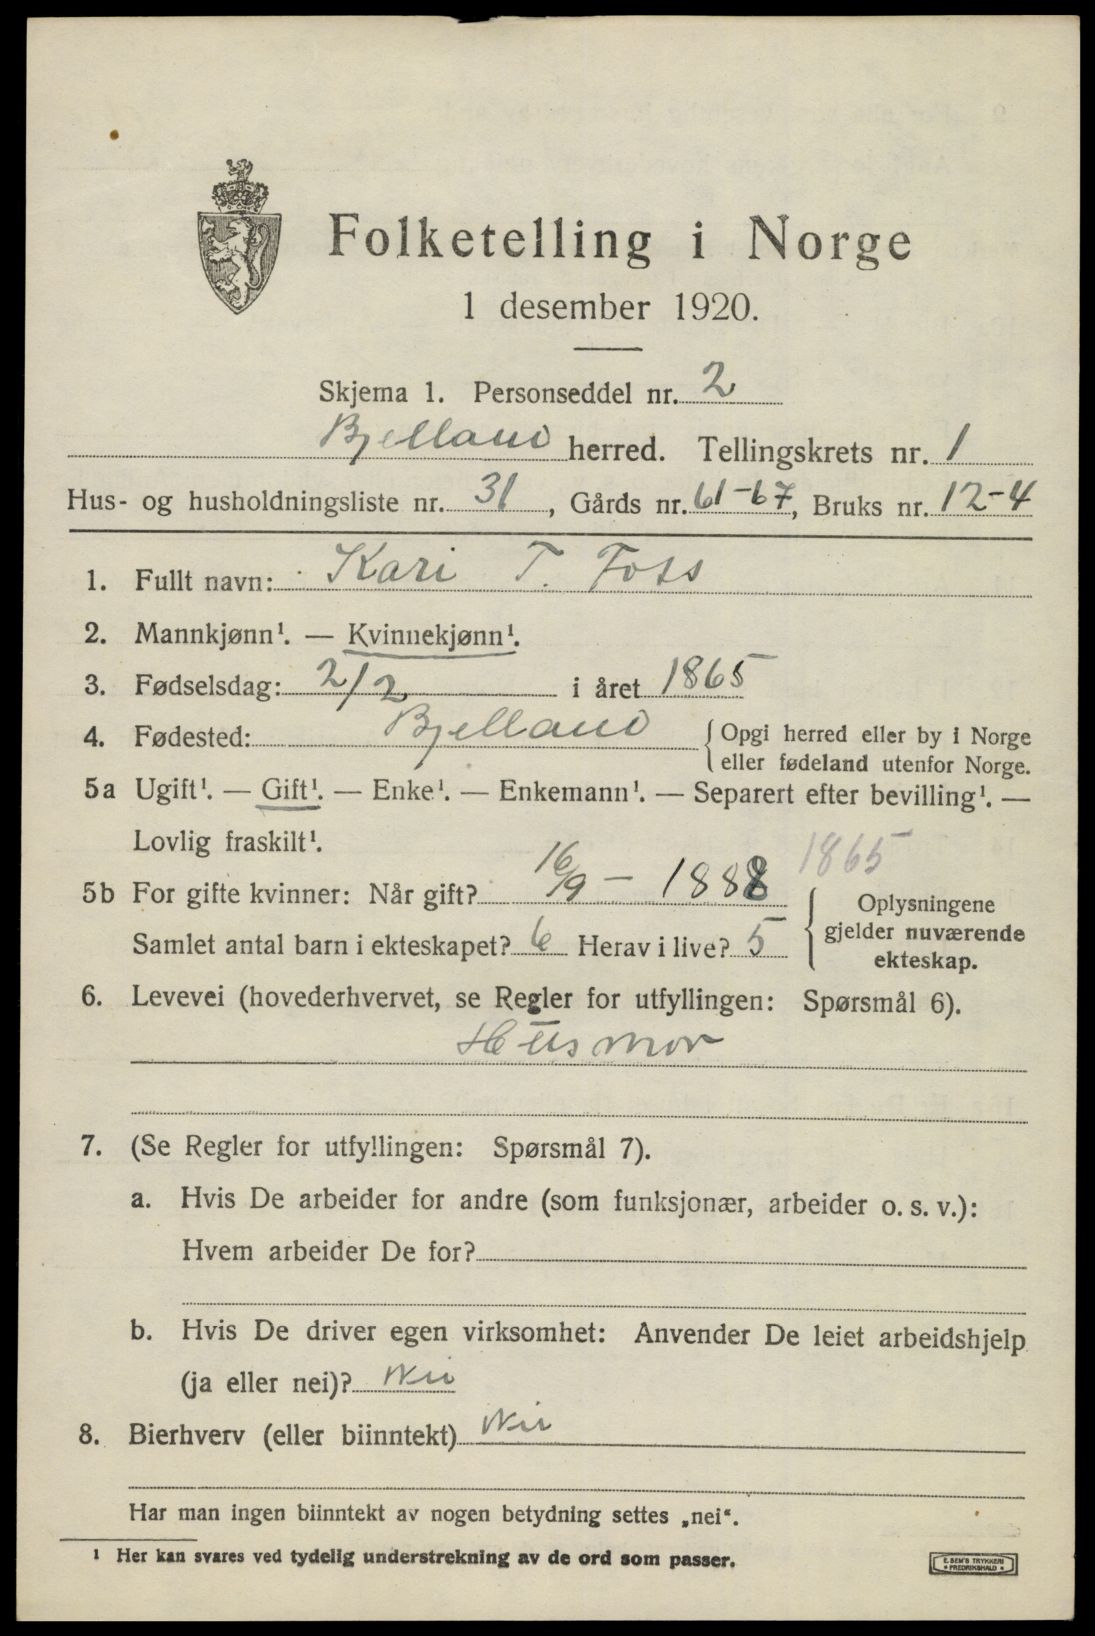 Folketelling i Norge
1 desember 1920.
Skjema 1. Personseddel nr. 2
Bjelland herred. Tellingskrets nr. 1
Hus- og husholdningsliste nr. 31, Gårds nr. 61-67, Bruks nr. 12-4
1. Fullt navn: Kari T. Foss
2. Mannkjønn¹. — Kvinnekjønn¹.
3. Fødselsdag: 2/2 i året 1865
4. Fødested: Bjelland { Opgi herred eller by i Norge
eller fødeland utenfor Norge.
5a Ugift¹. — Gift¹. — Enke¹. — Enkemann¹. — Separert efter bevilling¹. —
Lovlig fraskilt¹.
1865
5b For gifte kvinner: Når gift? 16/9 - 1888
Samlet antal barn i ekteskapet? 6 Herav i live? 5
{ Oplysningene
gjelder nuværende
ekteskap.
6. Levevei (hovederhvervet, se Regler for utfyllingen: Spørsmål 6).
Husmor
7. (Se Regler for utfyllingen: Spørsmål 7).
a. Hvis De arbeider for andre (som funksjonær, arbeider o. s. v.):
Hvem arbeider De for?
b. Hvis De driver egen virksomhet: Anvender De leiet arbeidshjelp
(ja eller nei)? Nei
8. Bierhverv (eller biinntekt) Nei
Har man ingen biinntekt av nogen betydning settes „nei“.
¹ Her kan svares ved tydelig understrekning av de ord som passer.
E. SEM'S TRYKKERI
• FREDRIKSHALD •